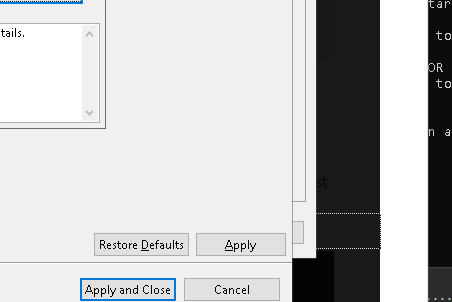 tar
tails.
to
OR
to
n a
st
Restore Defaults
Apply
Apply and Close
Cancel